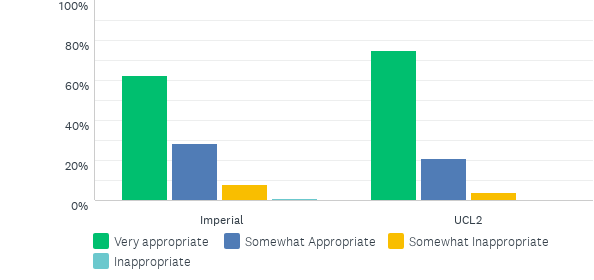 100%
80%
60%
40%
20%
0%
Imperial
UCL2
Very appropriate
Somewhat Appropriate
Somewhat Inappropriate
Inappropriate